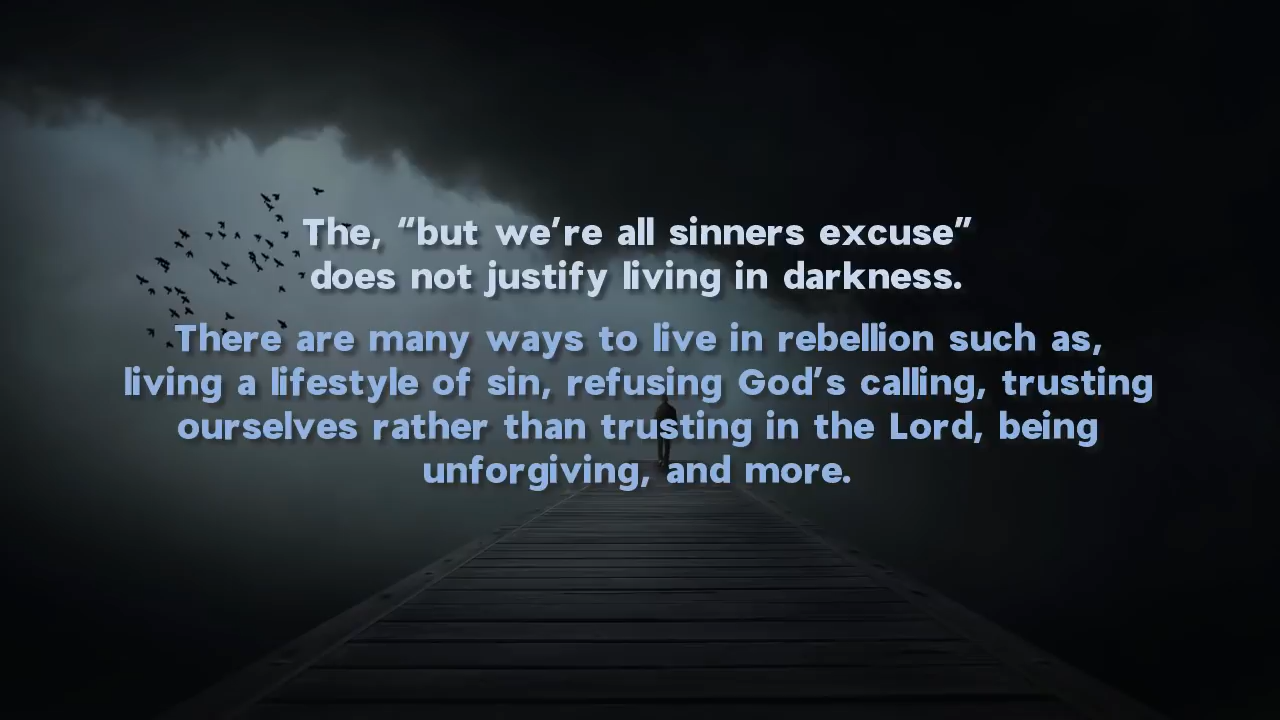 The, “but we’re all sinners excuse”
does not justify living in darkness.
There are many ways to live in rebellion such as,
living a lifestyle of sin, refusing God’s calling, trusting
ourselves rather than trusting in the Lord, being
unforgiving, and more.